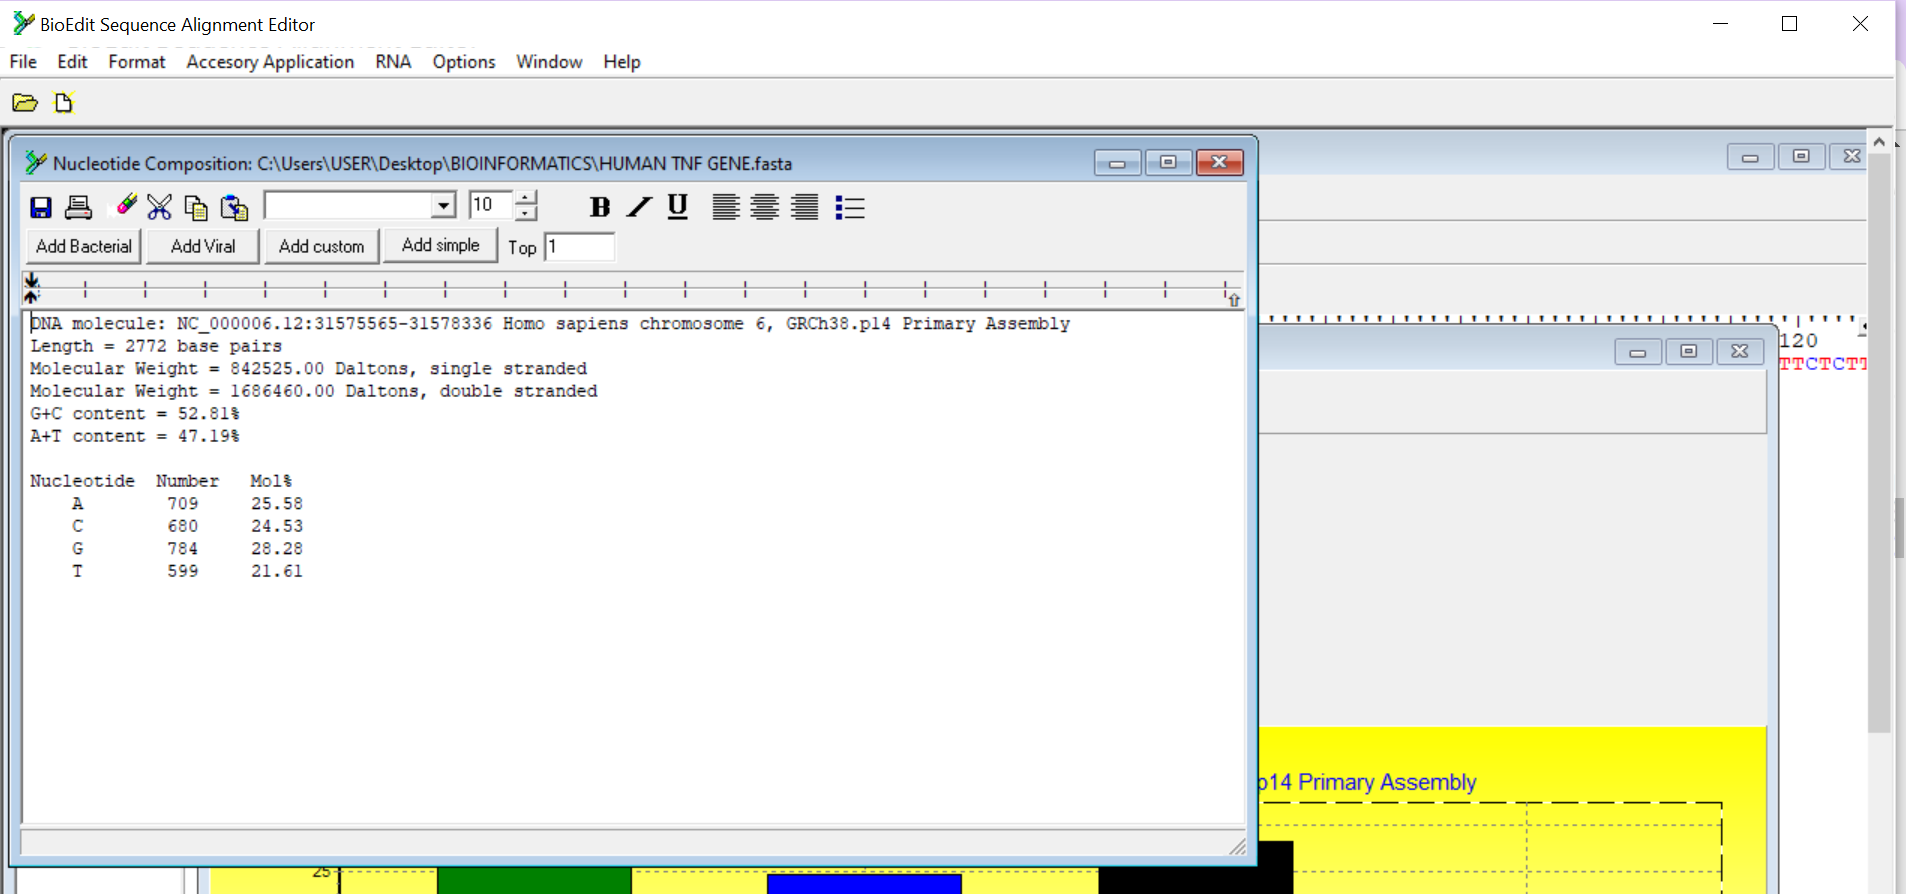 BioEdit Sequence Alignment Editor
File Edit Format Accesory Application RNA Options Window Help
Nucleotide Composition: C:\Users\USER\Desktop\BIOINFORMATICS\HUMAN TNF GENE.fasta
10
B U
Add Bacterial Add Viral Add custom Add simple Top 1
DNA molecule: NC_000006.12:31575565-31578336 Homo sapiens chromosome 6, GRCh38.p14 Primary Assembly
Length = 2772 base pairs
Molecular Weight = 842525.00 Daltons, single stranded
Molecular Weight = 1686460.00 Daltons, double stranded
G+C content = 52.81%
A+T content = 47.19%
Nucleotide Number Mol%
A 709 25.58
C 680 24.53
G 784 28.28
T 599 21.61
120
TTCTCTT
p14 Primary Assembly
25